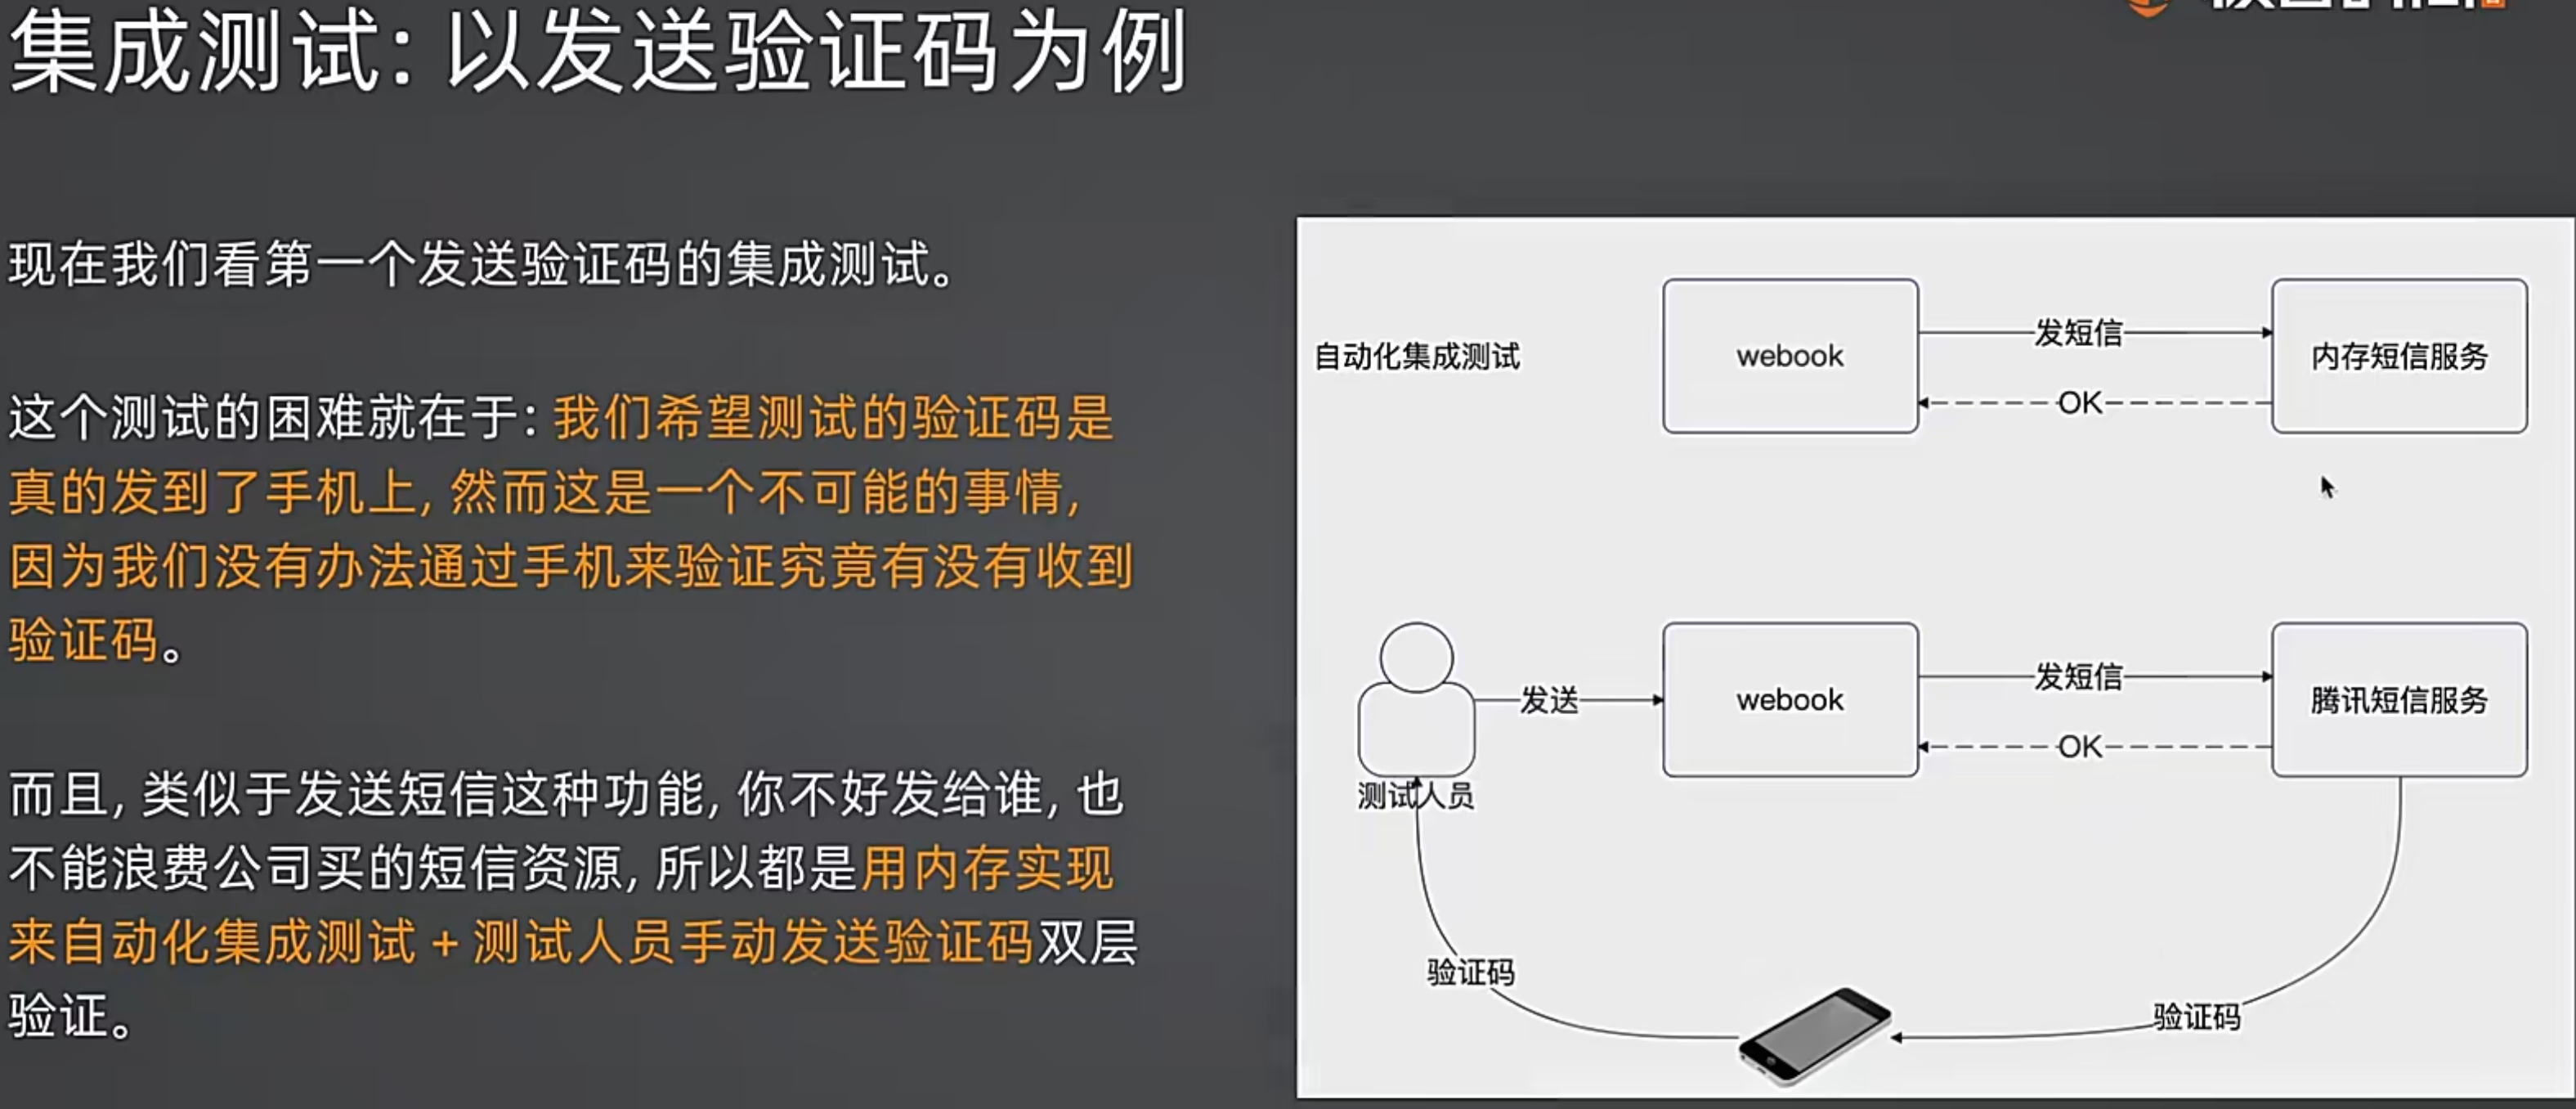 集成测试：以发送验证码为例
现在我们看第一个发送验证码的集成测试。
这个测试的困难就在于：我们希望测试的验证码是
真的发到了手机上，然而这是一个不可能的事情，
因为我们没有办法通过手机来验证究竟有没有收到
验证码。
而且，类似于发送短信这种功能，你不好发给谁，也
不能浪费公司买的短信资源，所以都是用内存实现
来自动化集成测试 + 测试人员手动发送验证码双层
验证。
自动化集成测试
webook
发短信
OK
内存短信服务
测试人员
发送
webook
发短信
OK
腾讯短信服务
验证码
验证码